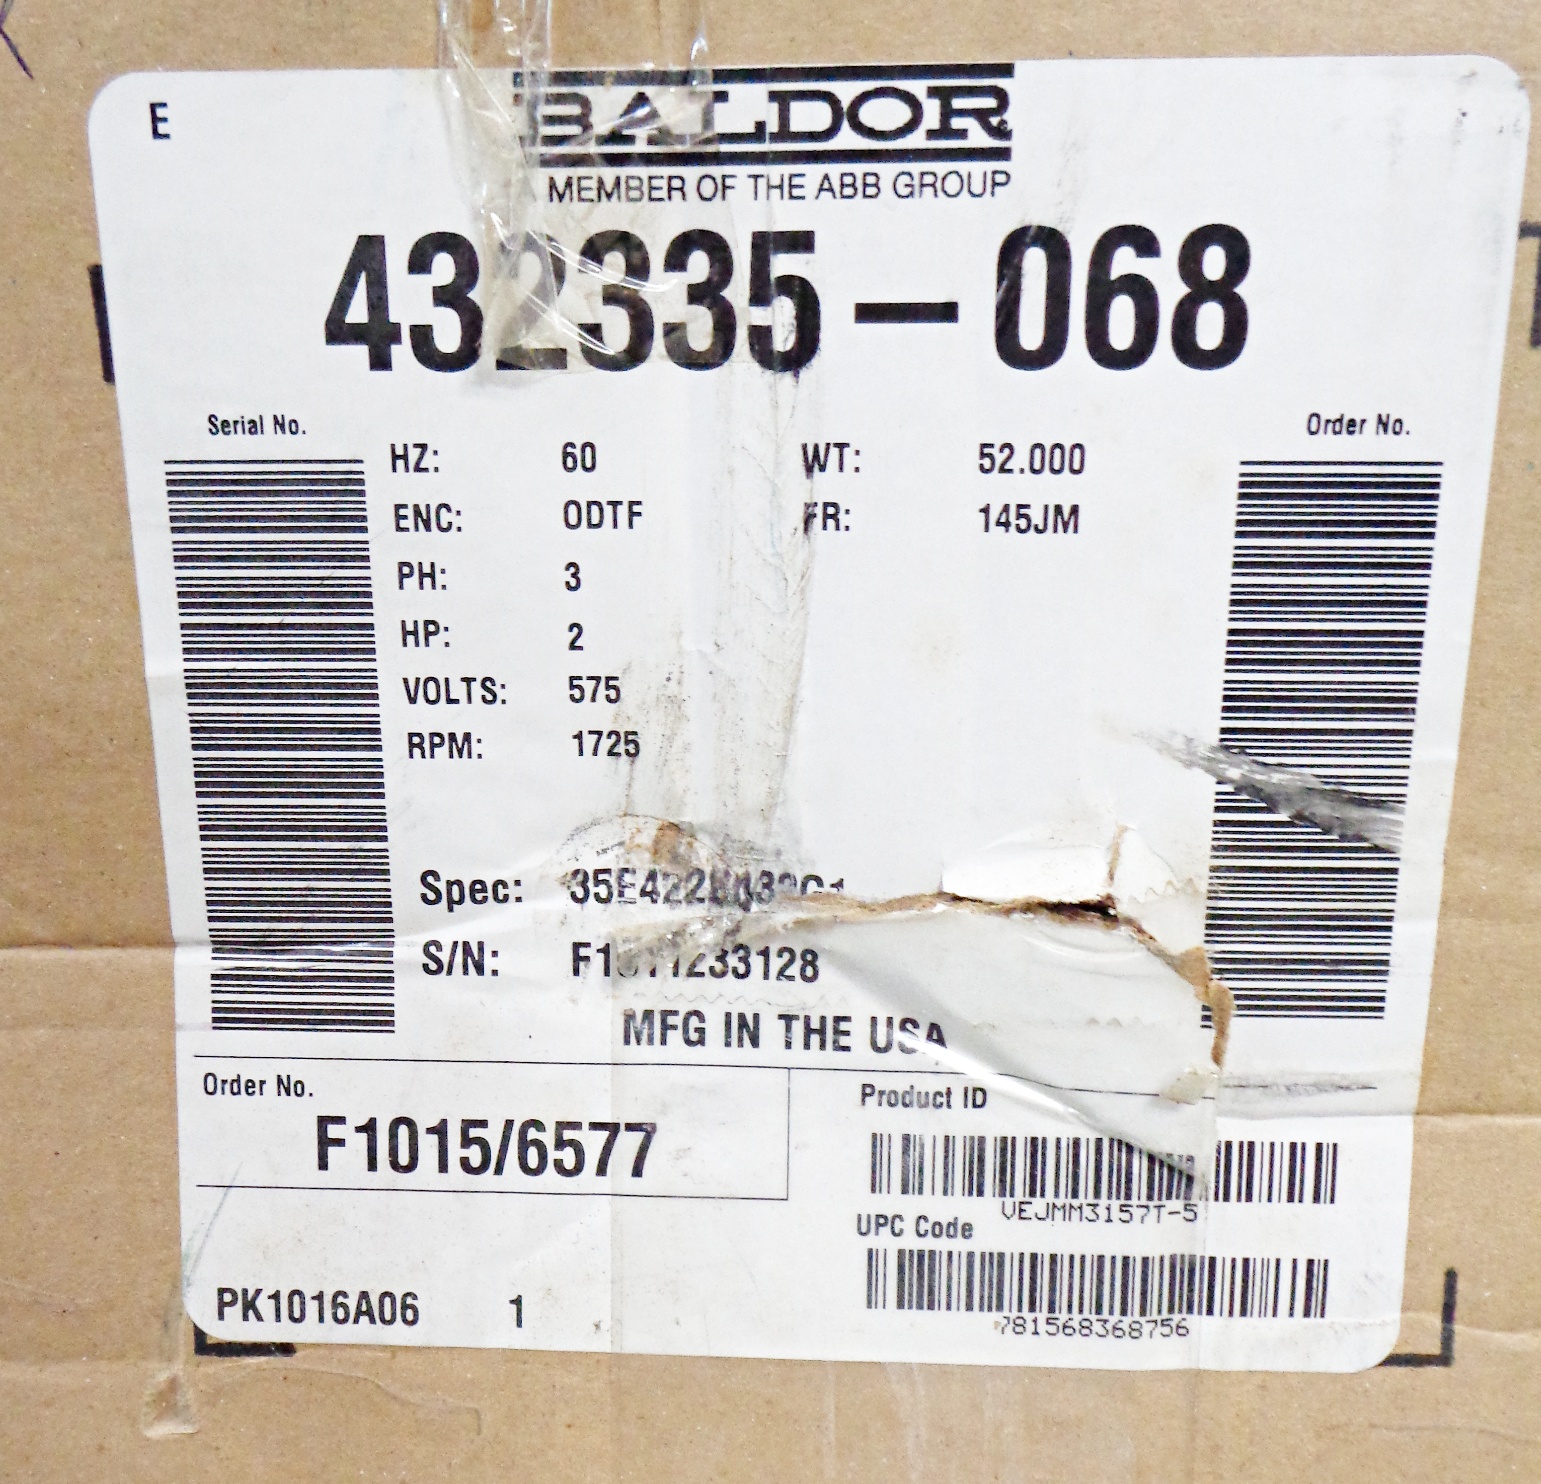 E
BALDOR
A MEMBER OF THE ABB GROUP
432335-068
Serial No.
Order No.
HZ: 60 WT: 52.000
ENC: ODTF FR: 145JM
PH: 3
HP: 2
VOLTS: 575
RPM: 1725
Spec:
S/N:
MFG IN THE USA
Order No.
F1015/6577
Product ID
VEJMM3157T-5
UPC Code
781568368756
PK1016A06 1